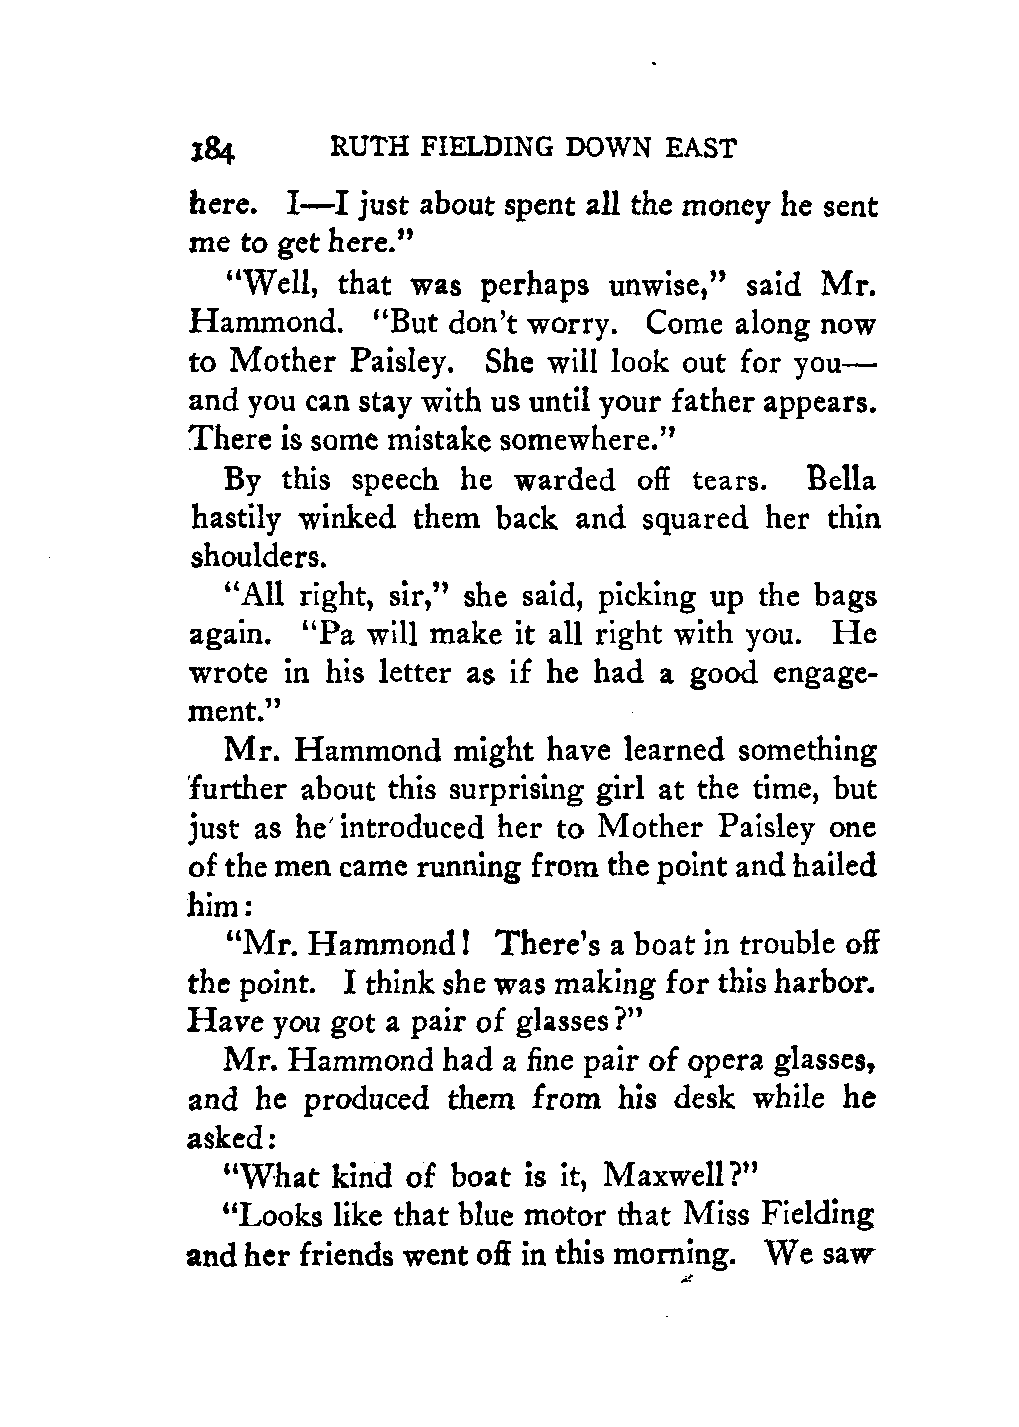 184 RUTH FIELDING DOWN EAST
here. I—I just about spent all the money he sent
me to get here."
"Well, that was perhaps unwise," said Mr.
Hammond. "But don't worry. Come along now
to Mother Paisley. She will look out for you—
and you can stay with us until your father appears.
There is some mistake somewhere."
By this speech he warded off tears. Bella
hastily winked them back and squared her thin
shoulders.
"All right, sir," she said, picking up the bags
again. "Pa will make it all right with you. He
wrote in his letter as if he had a good engage-
ment."
Mr. Hammond might have learned something
further about this surprising girl at the time, but
just as he introduced her to Mother Paisley one
of the men came running from the point and hailed
him:
"Mr. Hammond! There's a boat in trouble off
the point. I think she was making for this harbor.
Have you got a pair of glasses?"
Mr. Hammond had a fine pair of opera glasses,
and he produced them from his desk while he
asked:
"What kind of boat is it, Maxwell?"
"Looks like that blue motor that Miss Fielding
and her friends went off in this morning. We saw